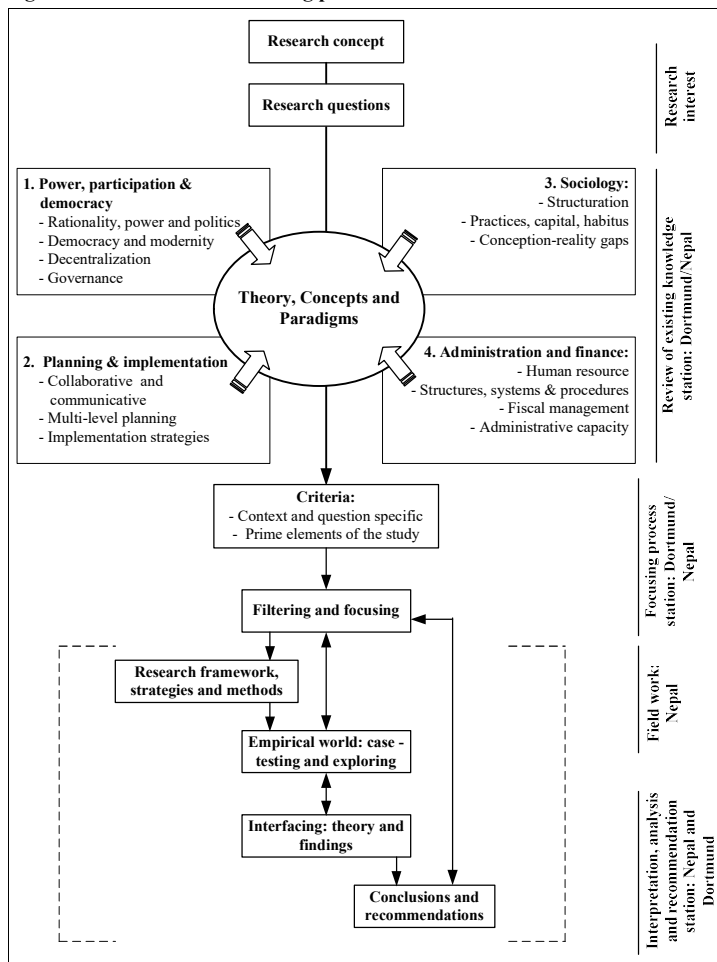 Research concept
Research questions
Research
interest
1. Power, participation &
democracy
- Rationality, power and politics
- Democracy and modernity
- Decentralization
- Governance
3. Sociology:
- Structuration
- Practices, capital, habitus
- Conception-reality gaps
Theory, Concepts and
Paradigms
2. Planning & implementation
- Collaborative and
communicative
- Multi-level planning
- Implementation strategies
4. Administration and finance:
- Human resource
- Structures, systems & procedures
- Fiscal management
- Administrative capacity
Review of existing knowledge
station: Dortmund/Nepal
Criteria:
- Context and question specific
- Prime elements of the study
Filtering and focusing
Focusing process
station: Dortmund/
Nepal
Research framework,
strategies and methods
Empirical world: case -
testing and exploring
Field work:
Nepal
Interfacing: theory and
findings
Conclusions and
recommendations
Interpretation, analysis
and recommendation
station: Nepal and
Dortmund